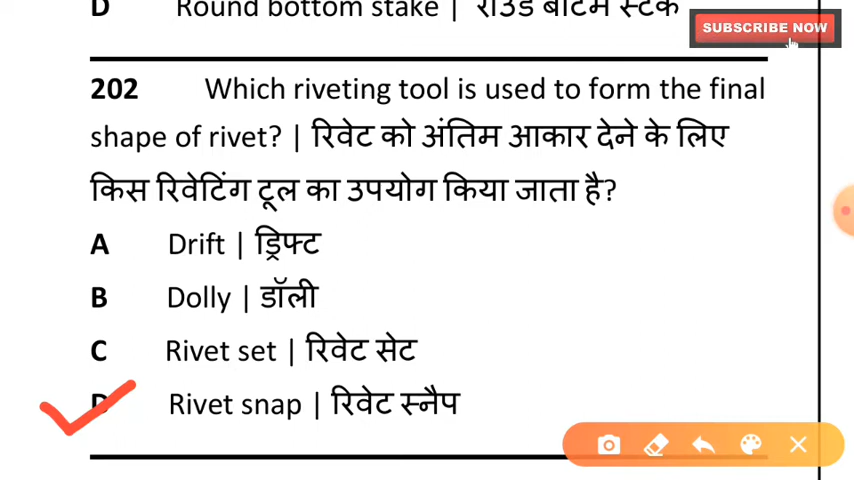 D Round bottom stake | राउंड बॉटम स्टेक
SUBSCRIBE NOW
202 Which riveting tool is used to form the final
shape of rivet? | रिवेट को अंतिम आकार देने के लिए
किस रिवेटिंग टूल का उपयोग किया जाता है?
A Drift | ड्रिफ्ट
B Dolly | डॉली
C Rivet set | रिवेट सेट
D Rivet snap | रिवेट स्नैप